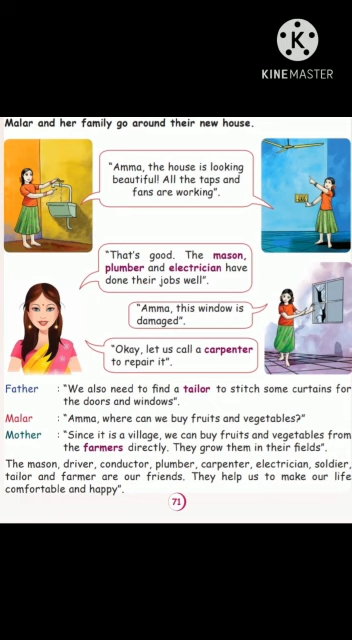 K
KINEMASTER
Malar and her family go around their new house.
"Amma, the house is looking
beautiful! All the taps and
fans are working".
"That's good. The mason,
plumber and electrician have
done their jobs well".
"Amma, this window is
damaged".
"Okay, let us call a carpenter
to repair it".
Father : "We also need to find a tailor to stitch some curtains for
the doors and windows".
Malar : "Amma, where can we buy fruits and vegetables?"
Mother : "Since it is a village, we can buy fruits and vegetables from
the farmers directly. They grow them in their fields".
The mason, driver, conductor, plumber, carpenter, electrician, soldier,
tailor and farmer are our friends. They help us to make our life
comfortable and happy".
71